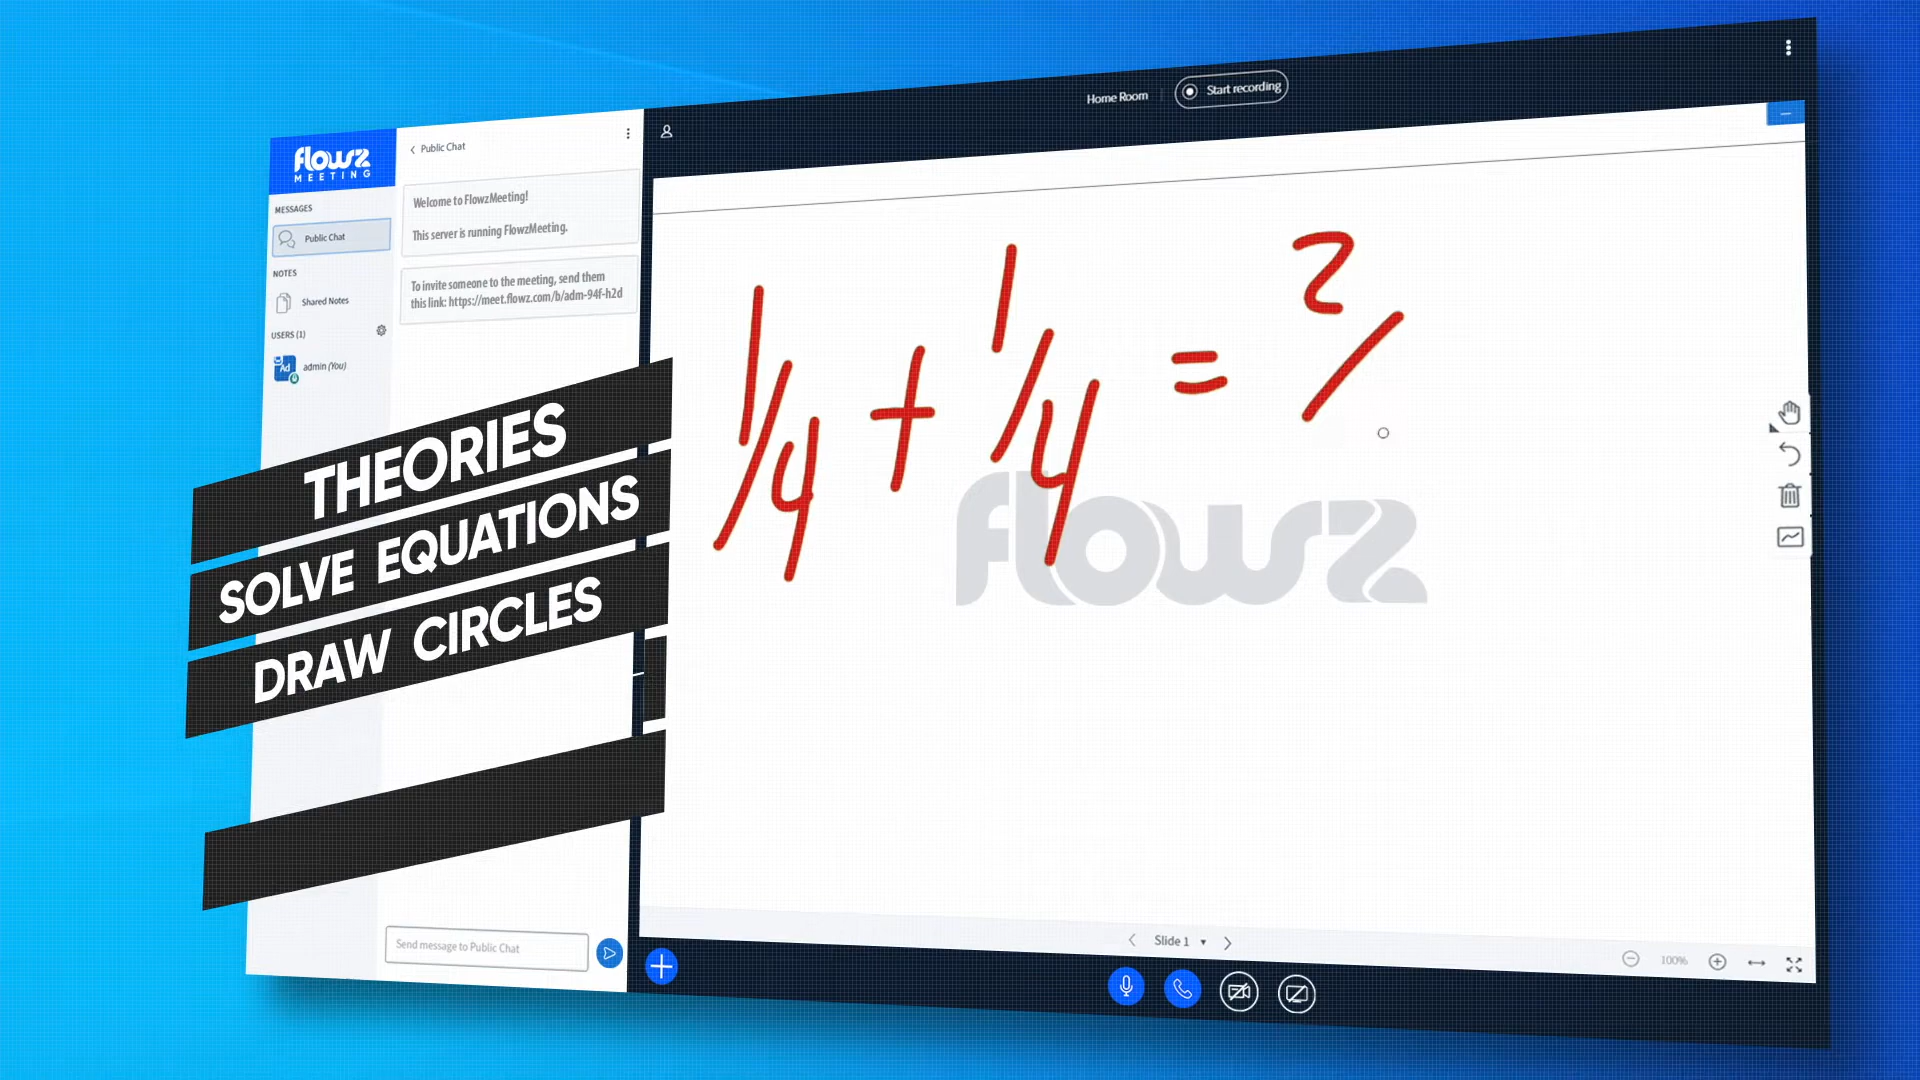 Home Room
Start recording
flowz
MEETING
Public Chat
MESSAGES
Public Chat
NOTES
Shared Notes
USERS (1)
Ad
admin (You)
Welcome to FlowzMeeting!
This server is running FlowzMeeting.
To invite someone to the meeting, send them
this link: https://meet.flowz.com/b/adm-94f-h2d
1/4 + 1/4 = 2/
flowz
THEORIES
SOLVE EQUATIONS
DRAW CIRCLES
Send message to Public Chat
Slide 1
100%